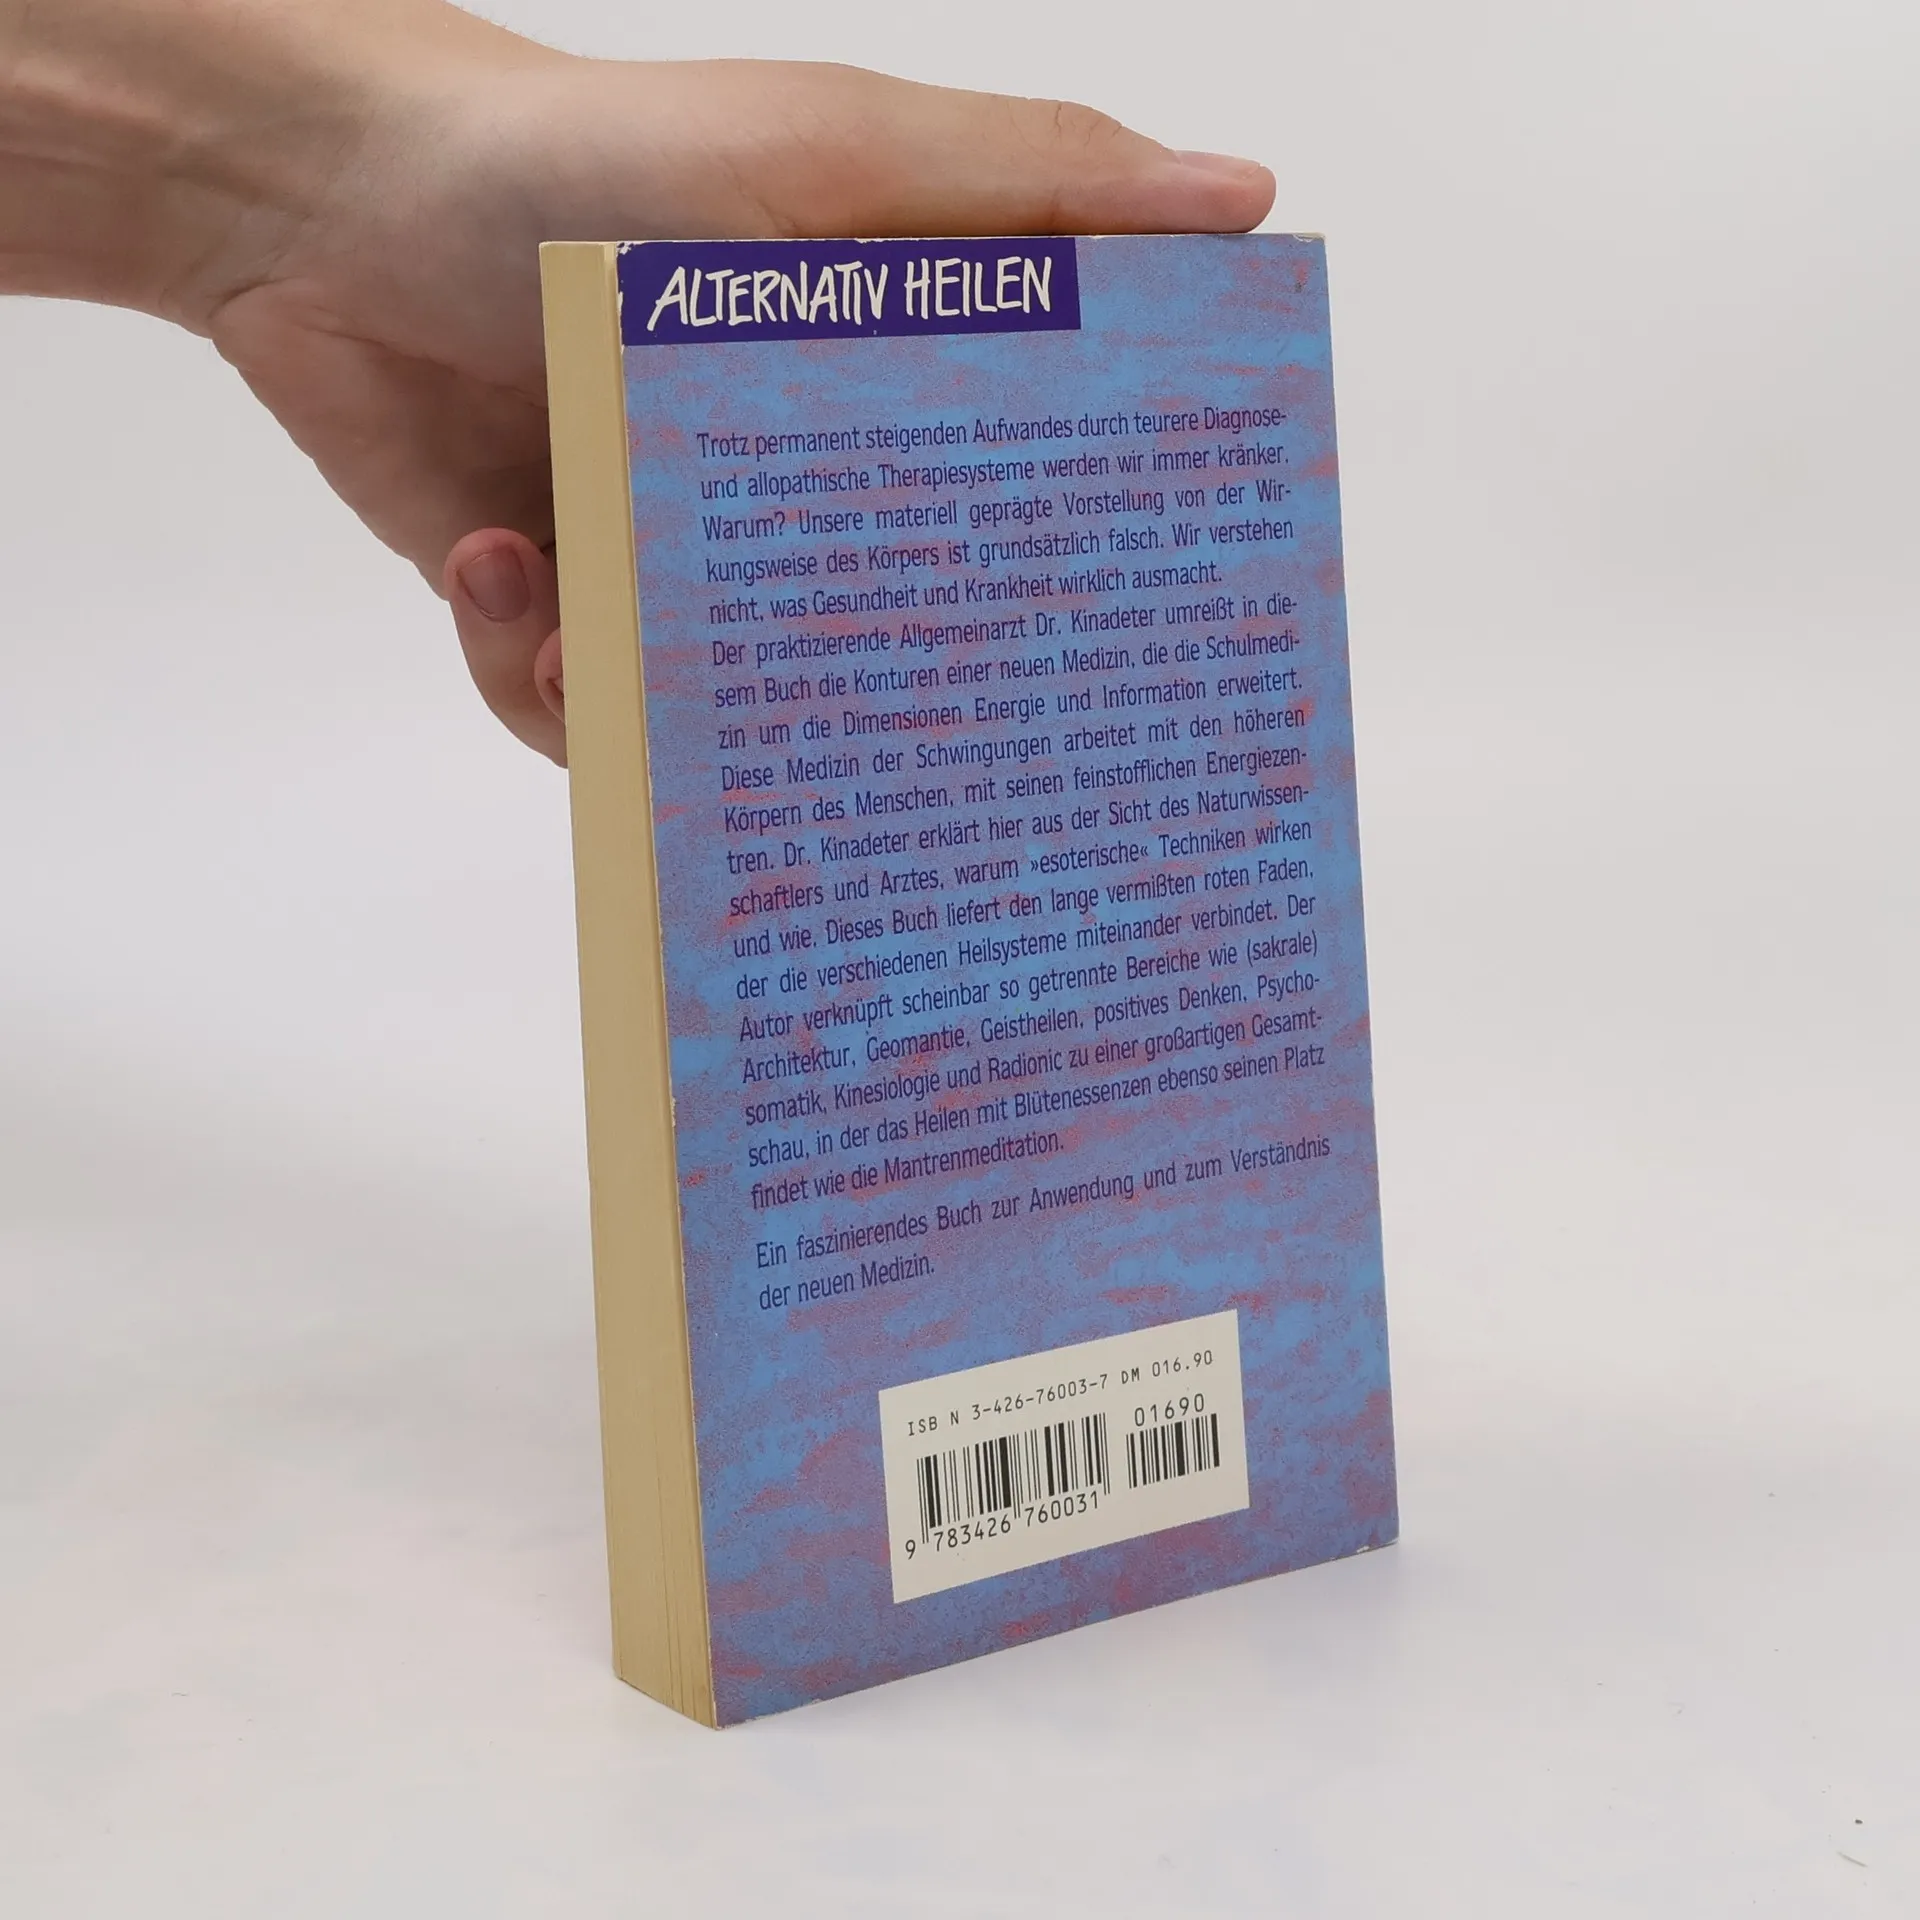 ALTERNATIV HEILEN
Trotz permanent steigenden Aufwandes durch teurere Diagnose-
und allopathische Therapiesysteme werden wir immer kränker.
Warum? Unsere materiell geprägte Vorstellung von der Wir-
kungsweise des Körpers ist grundsätzlich falsch. Wir verstehen
nicht, was Gesundheit und Krankheit wirklich ausmacht.
Der praktizierende Allgemeinarzt Dr. Kinadeter umreißt in die-
sem Buch die Konturen einer neuen Medizin, die die Schulmedi-
zin um die Dimensionen Energie und Information erweitert.
Diese Medizin der Schwingungen arbeitet mit den höheren
Körpern des Menschen, mit seinen feinstofflichen Energiezen-
tren. Dr. Kinadeter erklärt hier aus der Sicht des Naturwissen-
schaftlers und Arztes, warum »esoterische« Techniken wirken
und wie. Dieses Buch liefert den lange vermißten roten Faden,
der die verschiedenen Heilsysteme miteinander verbindet. Der
Autor verknüpft scheinbar so getrennte Bereiche wie (sakrale)
Architektur, Geomantie, Geistheilen, positives Denken, Psycho-
somatik, Kinesiologie und Radionic zu einer großartigen Gesamt-
schau, in der das Heilen mit Blütenessenzen ebenso seinen Platz
findet wie die Mantrenmeditation.
Ein faszinierendes Buch zur Anwendung und zum Verständnis
der neuen Medizin.
ISB N 3-426-76003-7 DM 016.90
01690
9 783426 760031